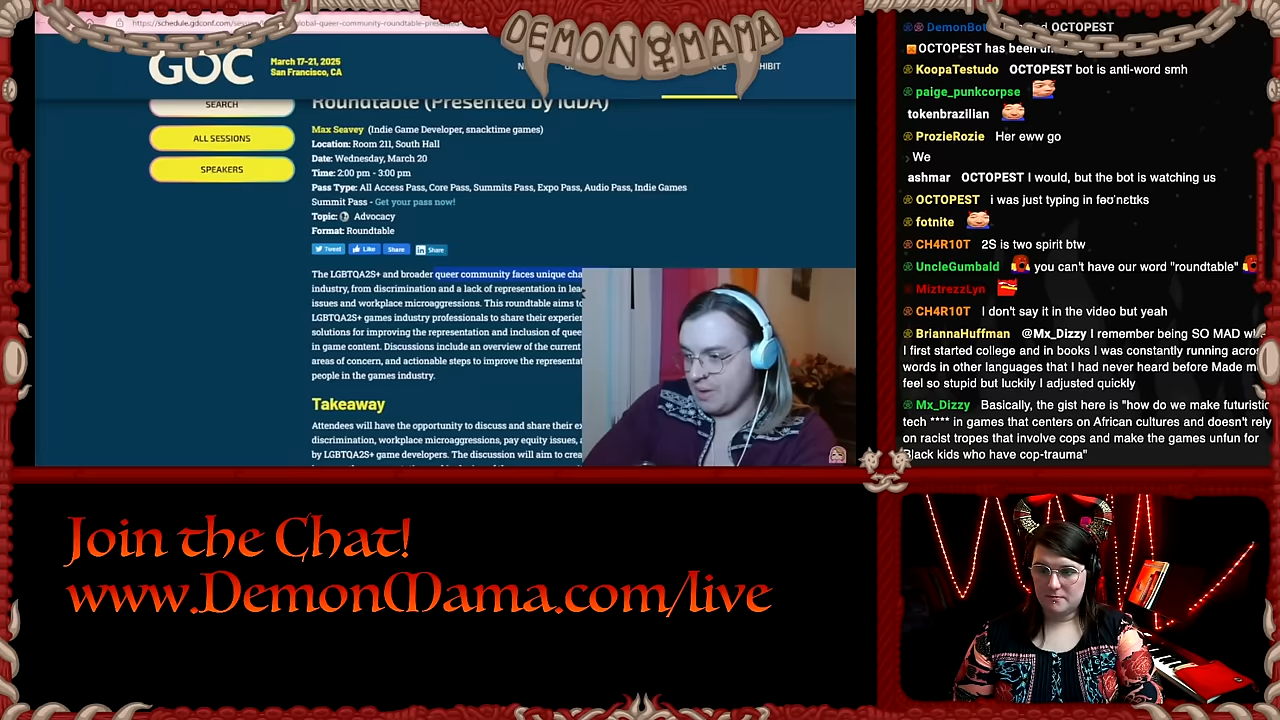 https://schedule.gdconf.com/sess
lobal-queer-community-roundtable-prese
DEMON MAMA
GDC
March 17-21, 2025
San Francisco, CA
HIBIT
Roundtable (Presented by IGDA)
SEARCH
ALL SESSIONS
SPEAKERS
Max Seavey (Indie Game Developer, snacktime games)
Location: Room 211, South Hall
Date: Wednesday, March 20
Time: 2:00 pm - 3:00 pm
Pass Type: All Access Pass, Core Pass, Summits Pass, Expo Pass, Audio Pass, Indie Games
Summit Pass - Get your pass now!
Topic: Advocacy
Format: Roundtable
Tweet Like Share Share
The LGBTQA2S+ and broader queer community faces unique cha
industry, from discrimination and a lack of representation in lea
issues and workplace microaggressions. This roundtable aims to
LGBTQA2S+ games industry professionals to share their experien
solutions for improving the representation and inclusion of quee
in game content. Discussions include an overview of the current
areas of concern, and actionable steps to improve the representat
people in the games industry.
Takeaway
Attendees will have the opportunity to discuss and share their ex
discrimination, workplace microaggressions, pay equity issues, a
by LGBTQA2S+ game developers. The discussion will aim to crea
DemonBot OCTOPEST
OCTOPEST has been
KoopaTestudo OCTOPEST bot is anti-word smh
paige_punkcorpse
tokenbrazilian
ProzieRozie Her eww go
We
ashmar OCTOPEST I would, but the bot is watching us
OCTOPEST i was just typing in fəʊˈnɛtɪks
fotnite
CH4R10T 2S is two spirit btw
UncleGumbald you can't have our word "roundtable"
MiztrezzLyn
CH4R10T I don't say it in the video but yeah
BriannaHuffman @Mx_Dizzy I remember being SO MAD wh
I first started college and in books I was constantly running acros
words in other languages that I had never heard before Made m
feel so stupid but luckily I adjusted quickly
Mx_Dizzy Basically, the gist here is "how do we make futuristic
tech **** in games that centers on African cultures and doesn't rely
on racist tropes that involve cops and make the games unfun for
Black kids who have cop-trauma"
Join the Chat!
www.DemonMama.com/live